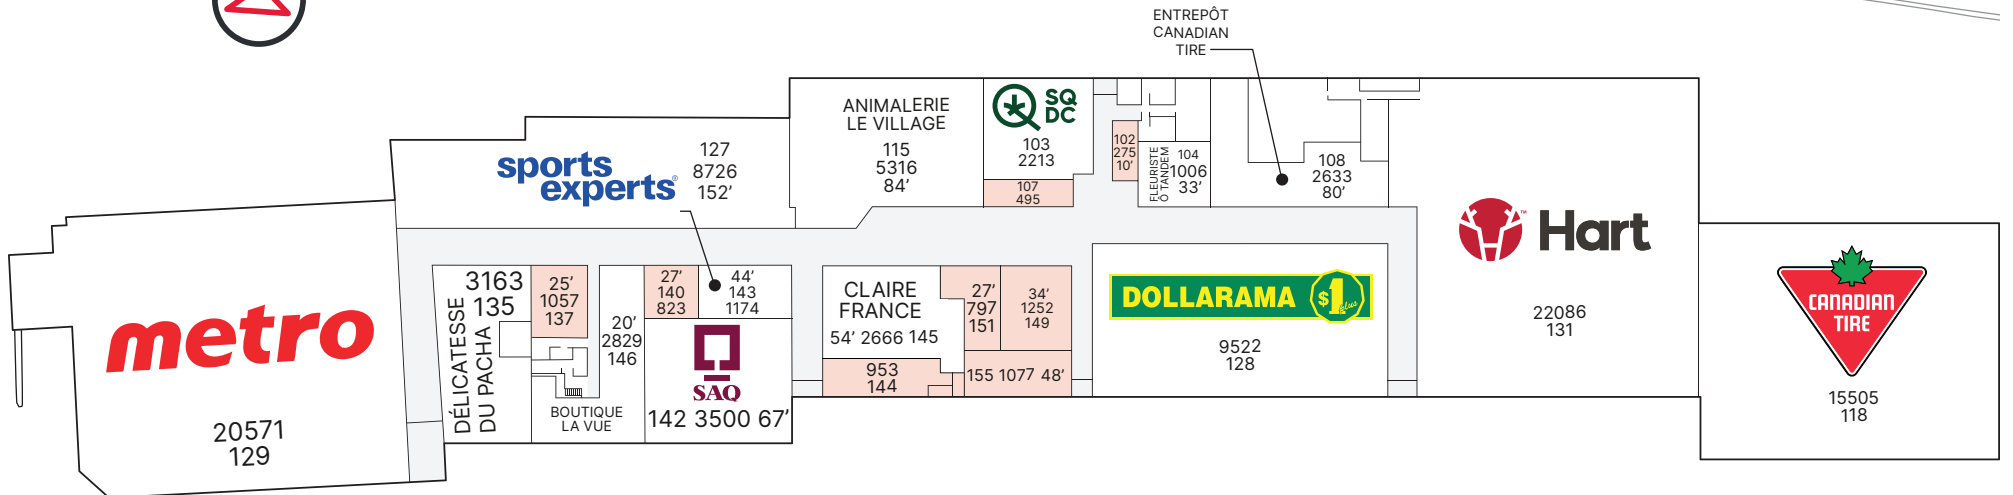 ENTREPÔT
CANADIAN
TIRE
ANIMALERIE
LE VILLAGE
115
5316
84’
SQ
DC
103
2213
107
495
102
275
10’
FLEURISTE
Ô TANDEM
104
1006
33’
108
2633
80’
sports
experts®
127
8726
152’
Hart™
22086
131
metro
20571
129
DÉLICATESSE
DU PACHA
3163
135
25’
1057
137
20’
2829
146
BOUTIQUE
LA VUE
27’
140
823
44’
143
1174
SAQ
142 3500 67’
CLAIRE
FRANCE
54’ 2666 145
953
144
27’
797
151
34’
1252
149
155 1077 48’
DOLLARAMA $1 plus
9522
128
CANADIAN
TIRE
15505
118